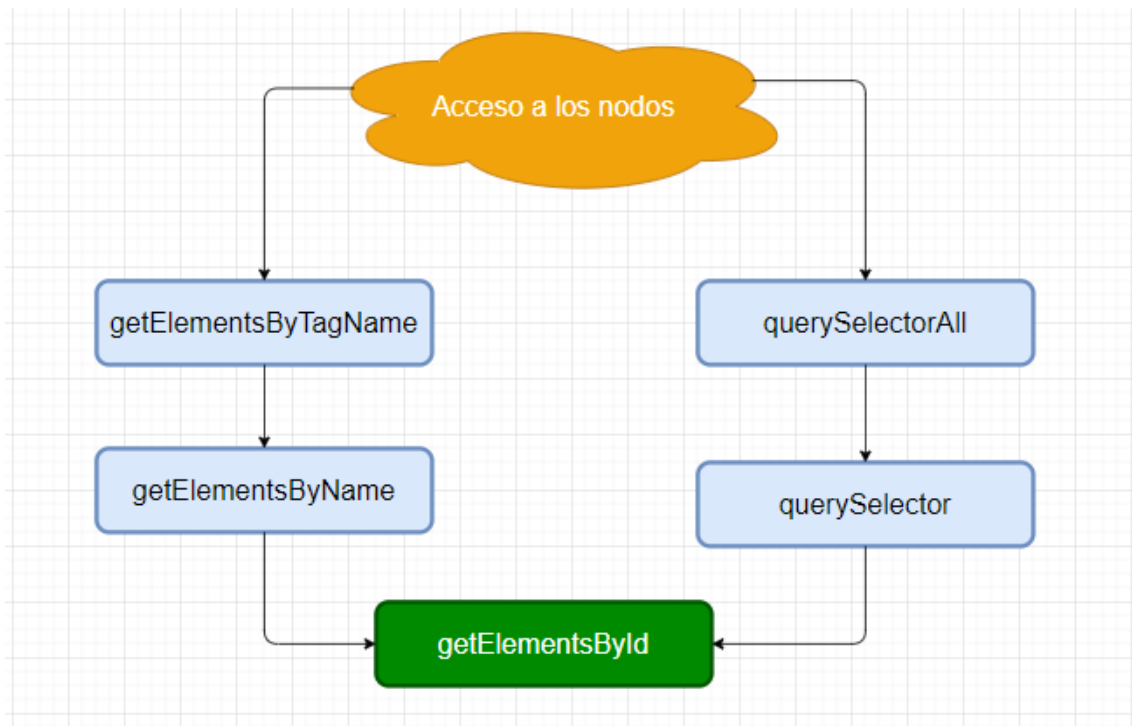 Acceso a los nodos
getElementsByTagName
querySelectorAll
getElementsByName
querySelector
getElementsById